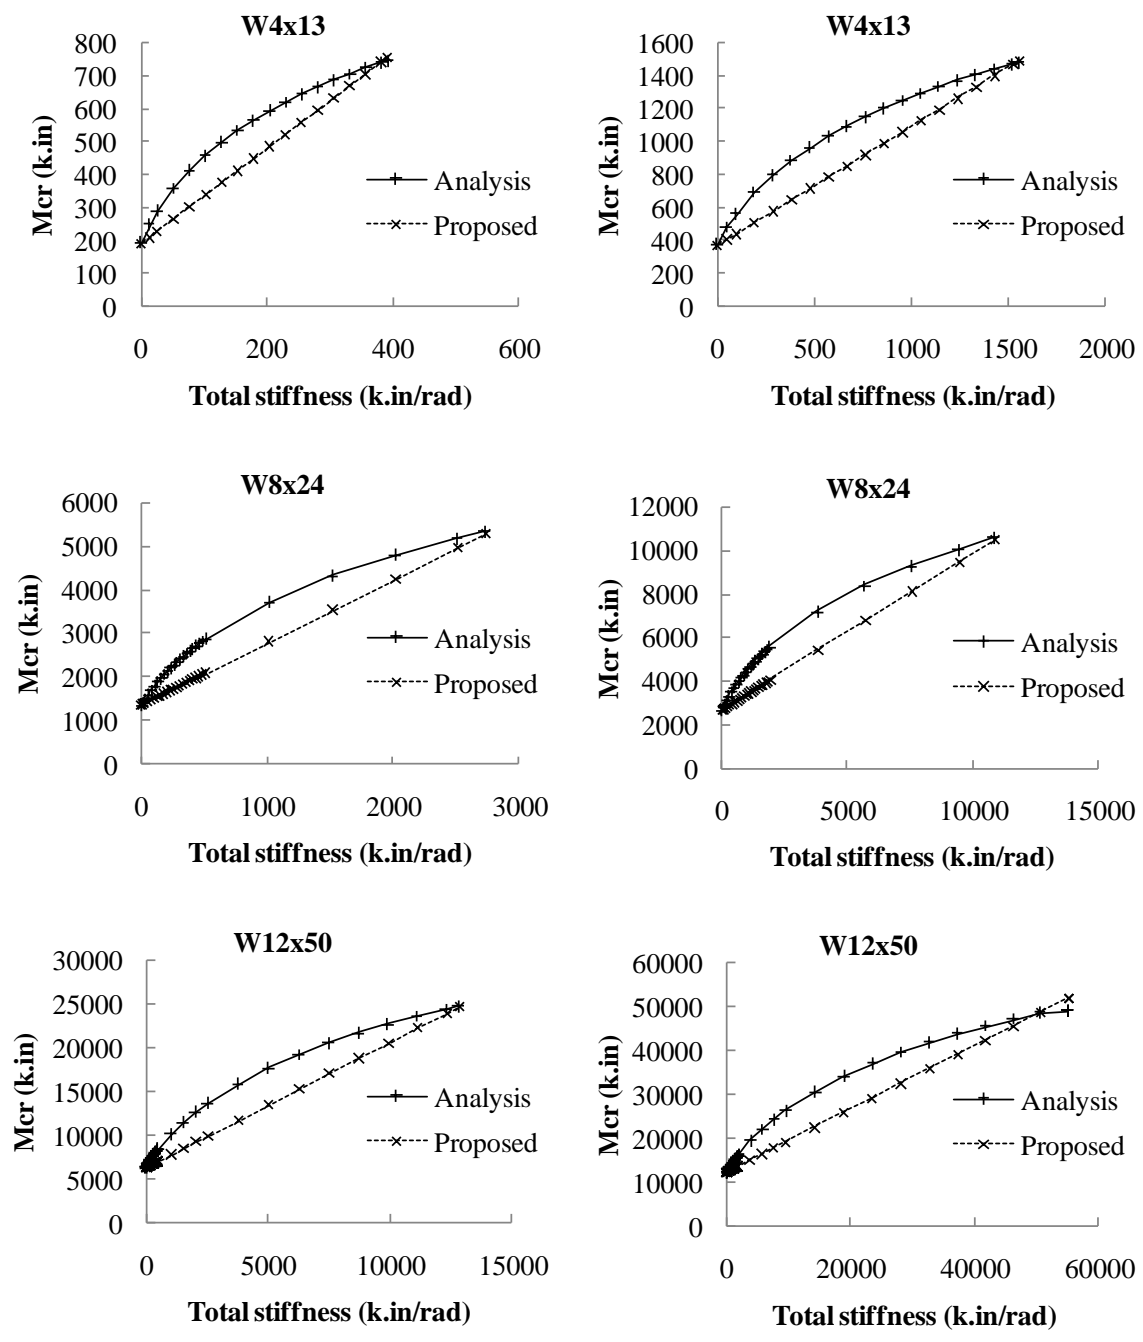 W4x13
800
700
600
500
400
300
200
100
0
Mcr (k.in)
Analysis
Proposed
0 200 400 600
Total stiffness (k.in/rad)
W4x13
1600
1400
1200
1000
800
600
400
200
0
Mcr (k.in)
Analysis
Proposed
0 500 1000 1500 2000
Total stiffness (k.in/rad)
W8x24
6000
5000
4000
3000
2000
1000
0
Mcr (k.in)
Analysis
Proposed
0 1000 2000 3000
Total stiffness (k.in/rad)
W8x24
12000
10000
8000
6000
4000
2000
0
Mcr (k.in)
Analysis
Proposed
0 5000 10000 15000
Total stiffness (k.in/rad)
W12x50
30000
25000
20000
15000
10000
5000
0
Mcr (k.in)
Analysis
Proposed
0 5000 10000 15000
Total stiffness (k.in/rad)
W12x50
60000
50000
40000
30000
20000
10000
0
Mcr (k.in)
Analysis
Proposed
0 20000 40000 60000
Total stiffness (k.in/rad)